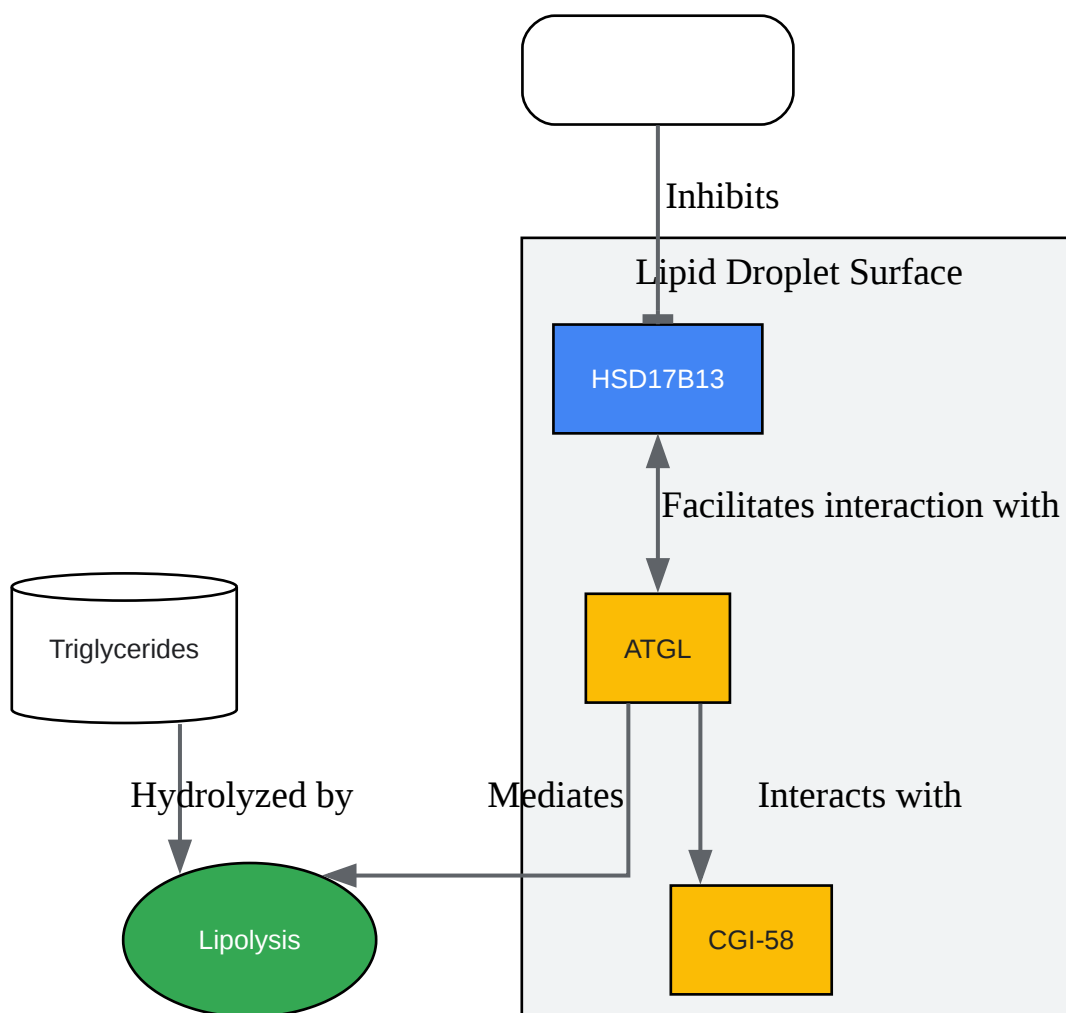 Inhibits
Lipid Droplet Surface
HSD17B13
Facilitates interaction with
Triglycerides
ATGL
Hydrolyzed by
Mediates
Interacts with
Lipolysis
CGI-58